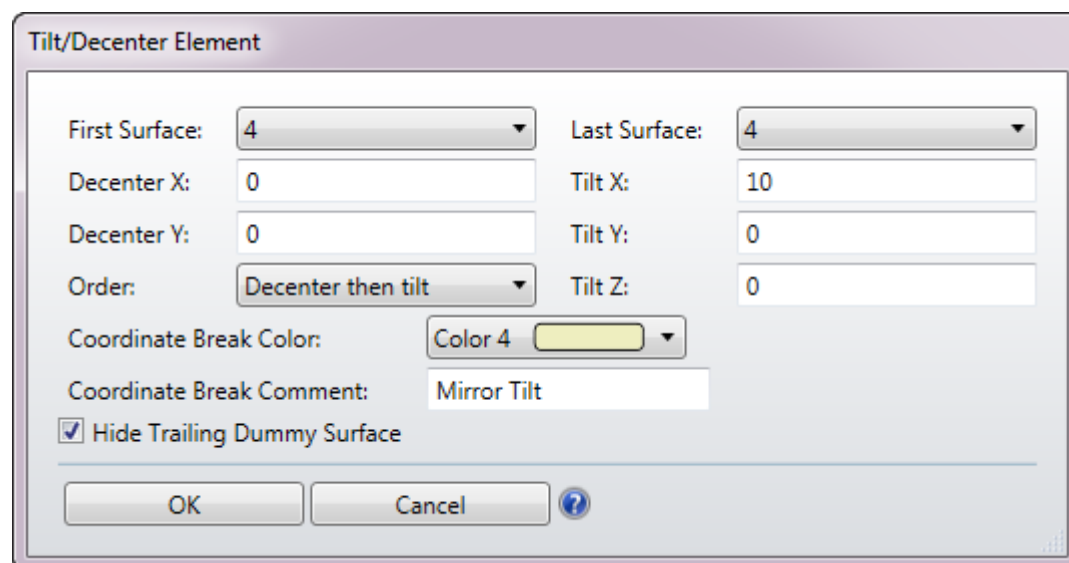 Tilt/Decenter Element
First Surface: 4 Last Surface: 4
Decenter X: 0 Tilt X: 10
Decenter Y: 0 Tilt Y: 0
Order: Decenter then tilt Tilt Z: 0
Coordinate Break Color: Color 4
Coordinate Break Comment: Mirror Tilt
Hide Trailing Dummy Surface
OK Cancel ?